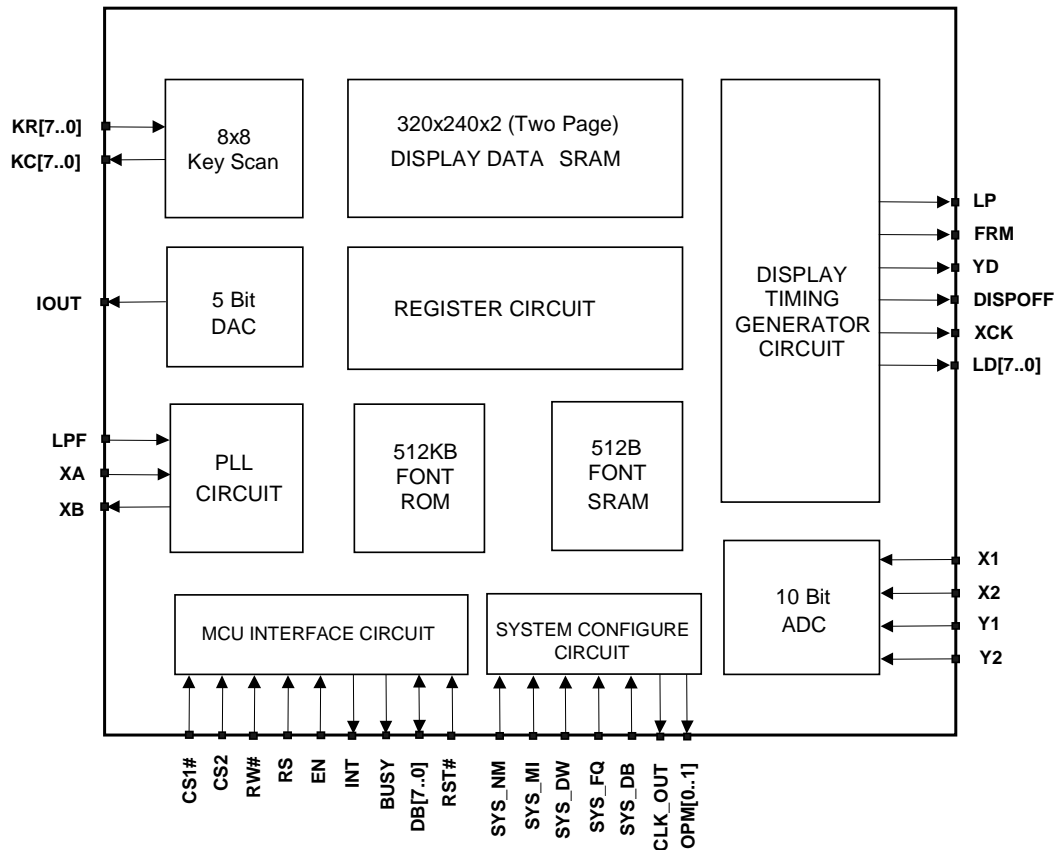 KR[7..0]
KC[7..0]
8x8
Key Scan
320x240x2 (Two Page)
DISPLAY DATA SRAM
IOUT
5 Bit
DAC
REGISTER CIRCUIT
DISPLAY
TIMING
GENERATOR
CIRCUIT
LP
FRM
YD
DISPOFF
XCK
LD[7..0]
LPF
XA
XB
PLL
CIRCUIT
512KB
FONT
ROM
512B
FONT
SRAM
10 Bit
ADC
X1
X2
Y1
Y2
MCU INTERFACE CIRCUIT
SYSTEM CONFIGURE
CIRCUIT
CS1#
CS2
RW#
RS
EN
INT
BUSY
DB[7..0]
RST#
SYS_NM
SYS_MI
SYS_DW
SYS_FQ
SYS_DB
CLK_OUT
OPM[0..1]